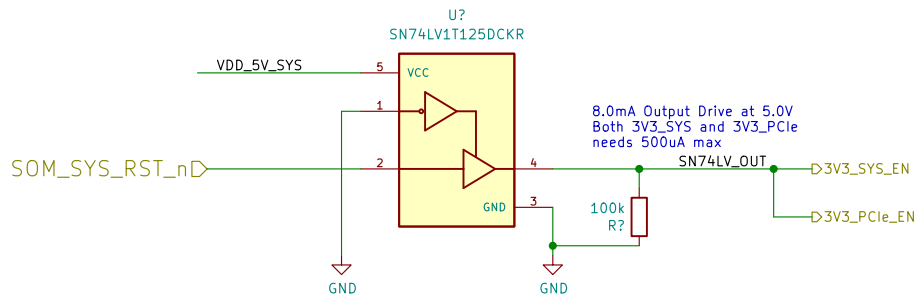 U?
SN74LV1T125DCKR
VDD_5V_SYS
5
VCC
1
8.0mA Output Drive at 5.0V
Both 3V3_SYS and 3V3_PCIe
needs 500uA max
SOM_SYS_RST_n
2
4
SN74LV_OUT
3V3_SYS_EN
GND
3
100k
R?
3V3_PCIe_EN
GND
GND